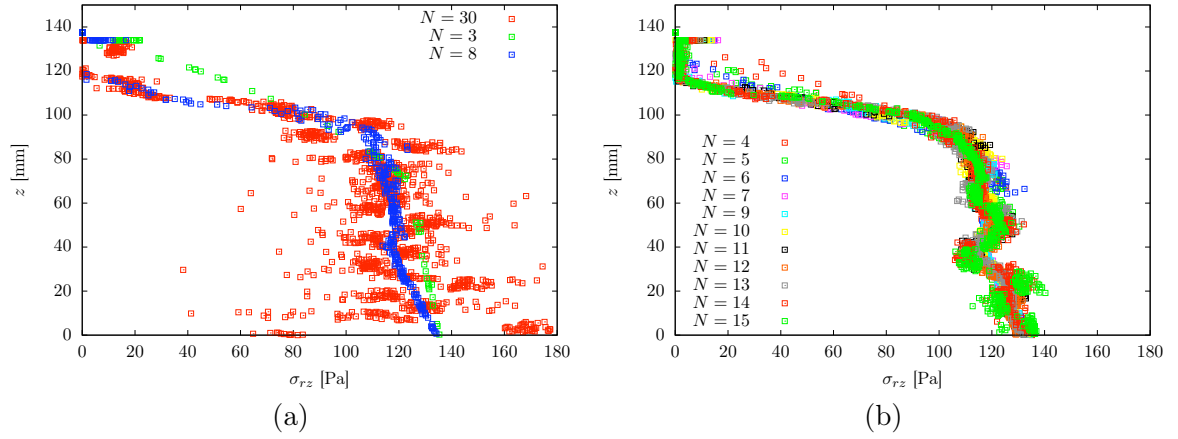 N = 30
N = 3
N = 8
z [mm]
140
120
100
80
60
40
20
0
0 20 40 60 80 100 120 140 160 180
σrz [Pa]
(a)
N = 4
N = 5
N = 6
N = 7
N = 9
N = 10
N = 11
N = 12
N = 13
N = 14
N = 15
z [mm]
140
120
100
80
60
40
20
0
0 20 40 60 80 100 120 140 160 180
σrz [Pa]
(b)